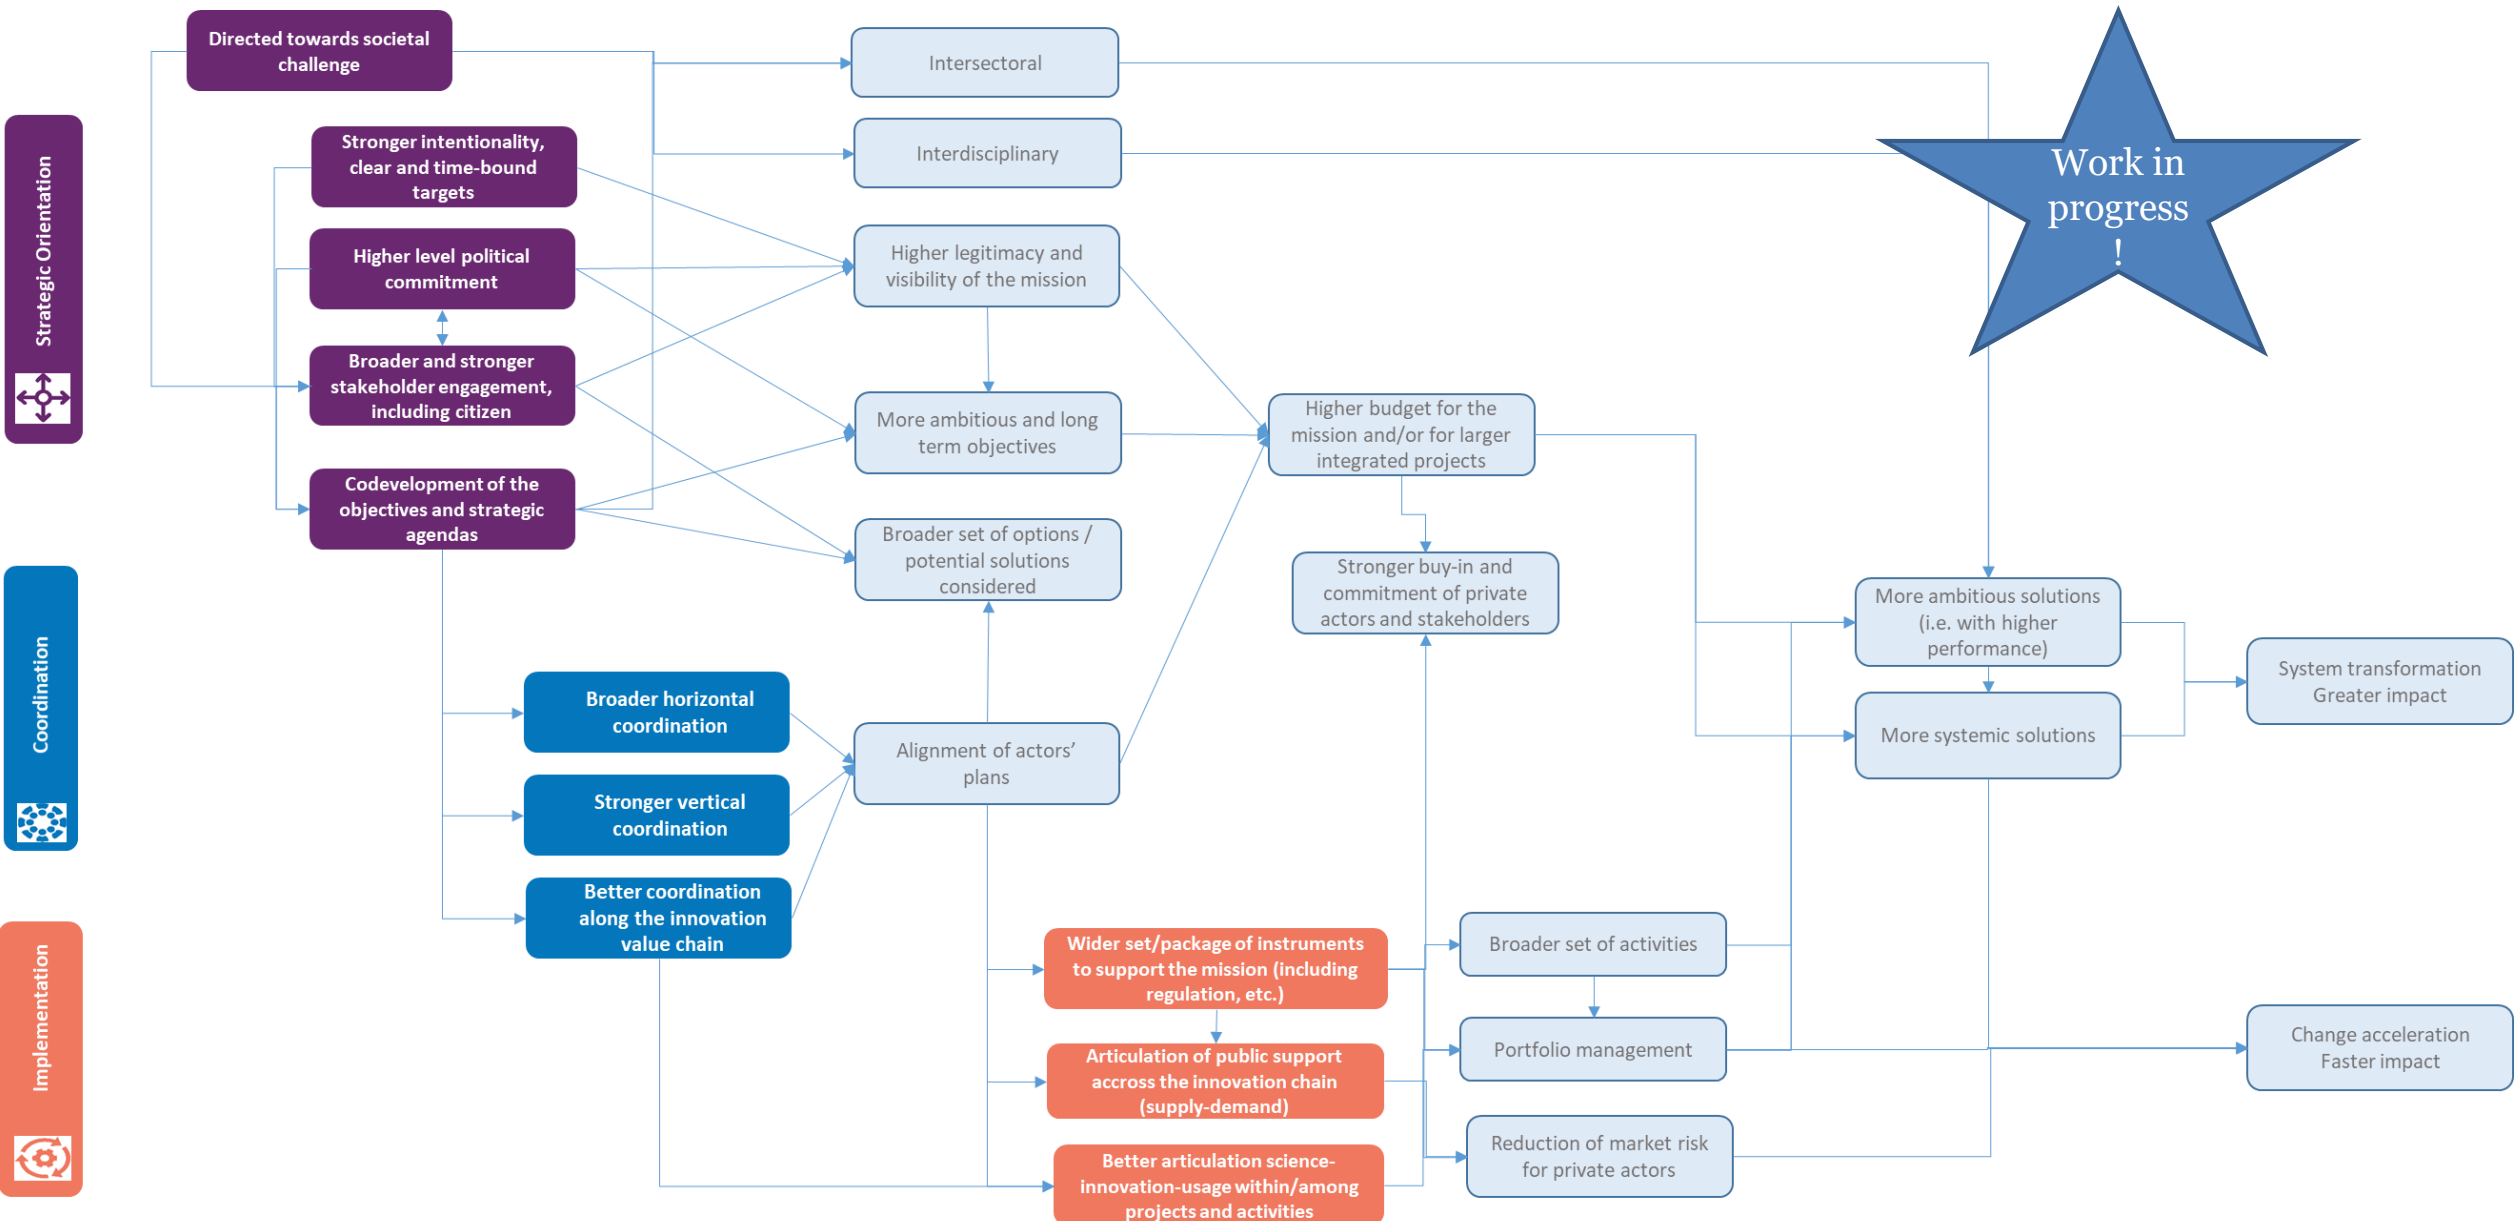 Directed towards societal
challenge
Intersectoral
Interdisciplinary
Work in
progress
!
Strategic Orientation
Stronger intentionality,
clear and time-bound
targets
Higher level political
commitment
Broader and stronger
stakeholder engagement,
including citizen
Codevelopment of the
objectives and strategic
agendas
Higher legitimacy and
visibility of the mission
More ambitious and long
term objectives
Broader set of options /
potential solutions
considered
Higher budget for the
mission and/or for larger
integrated projects
Stronger buy-in and
commitment of private
actors and stakeholders
More ambitious solutions
(i.e. with higher
performance)
More systemic solutions
System transformation
Greater impact
Coordination
Broader horizontal
coordination
Stronger vertical
coordination
Better coordination
along the innovation
value chain
Alignment of actors’
plans
Implementation
Wider set/package of instruments
to support the mission (including
regulation, etc.)
Articulation of public support
accross the innovation chain
(supply-demand)
Better articulation science-
innovation-usage within/among
projects and activities
Broader set of activities
Portfolio management
Reduction of market risk
for private actors
Change acceleration
Faster impact